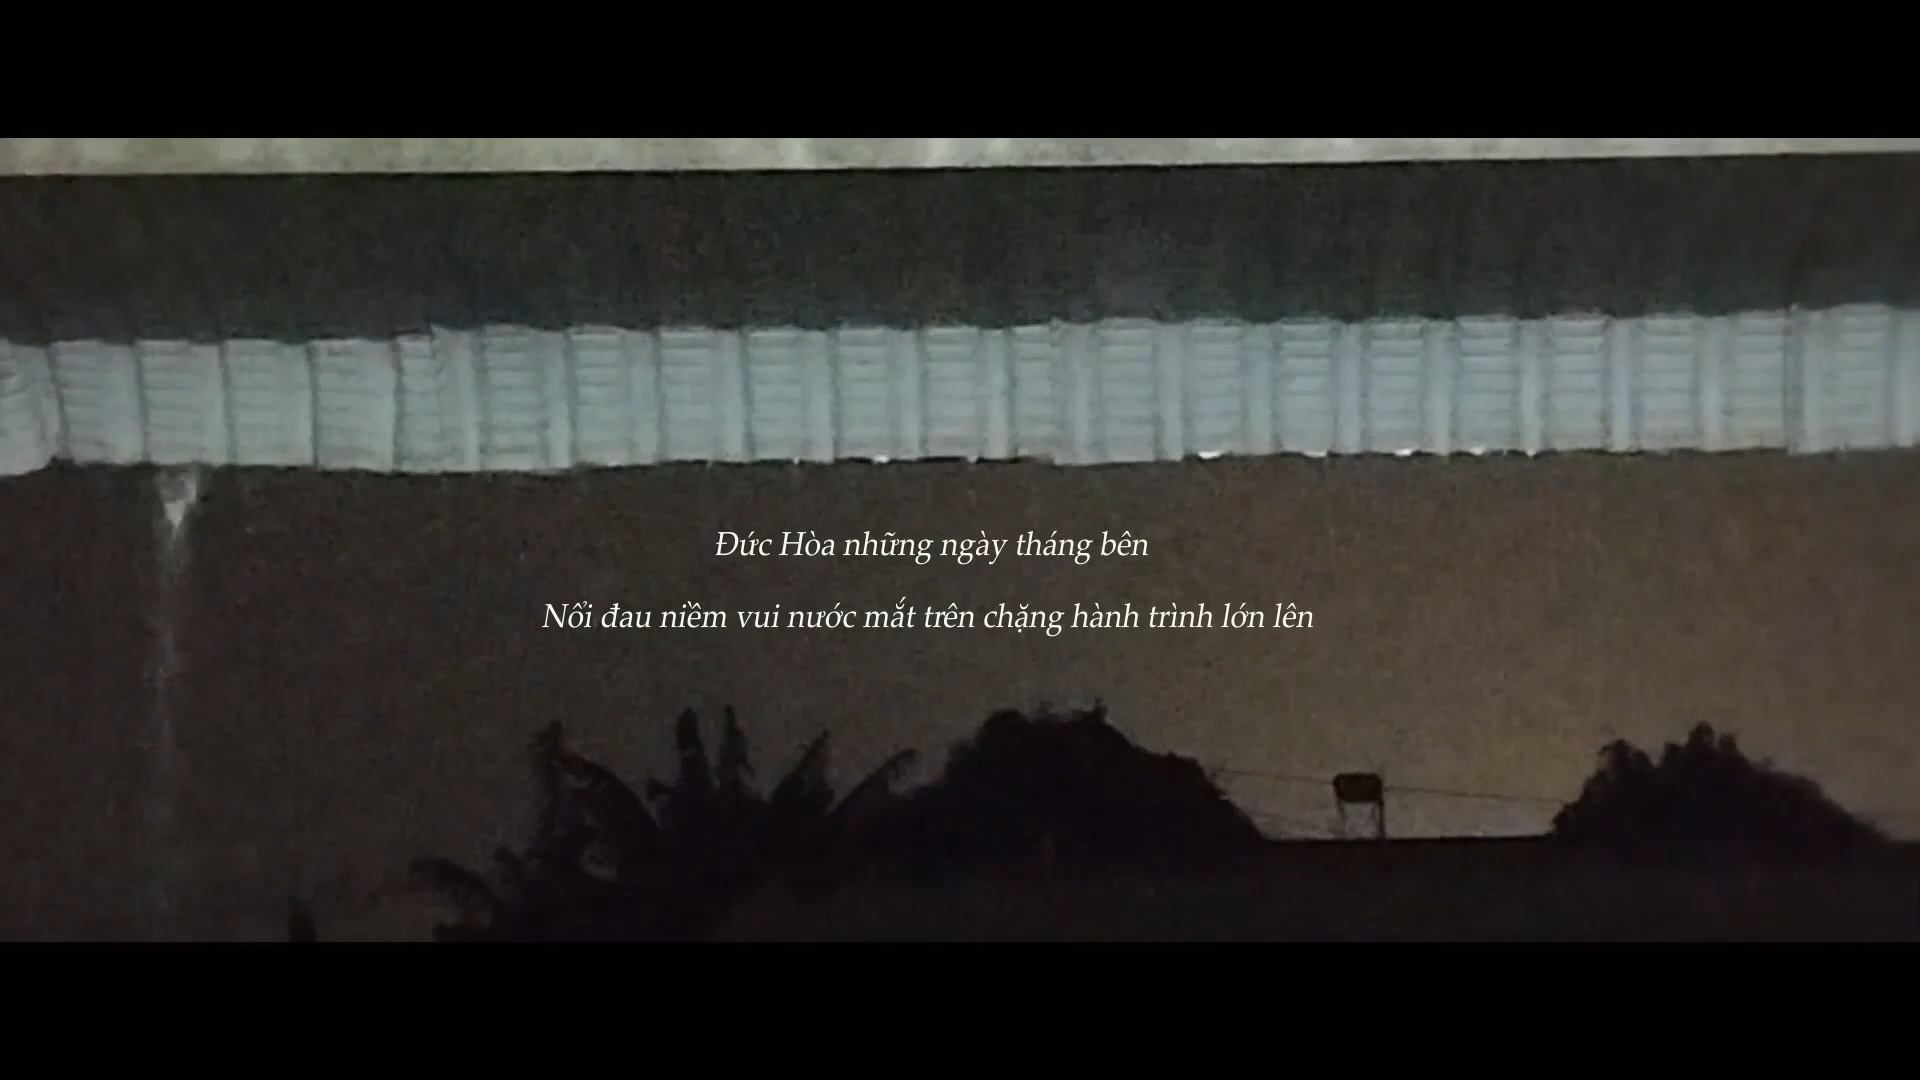 Đức Hòa những ngày tháng bên
Nổi đau niềm vui nước mắt trên chặng hành trình lớn lên